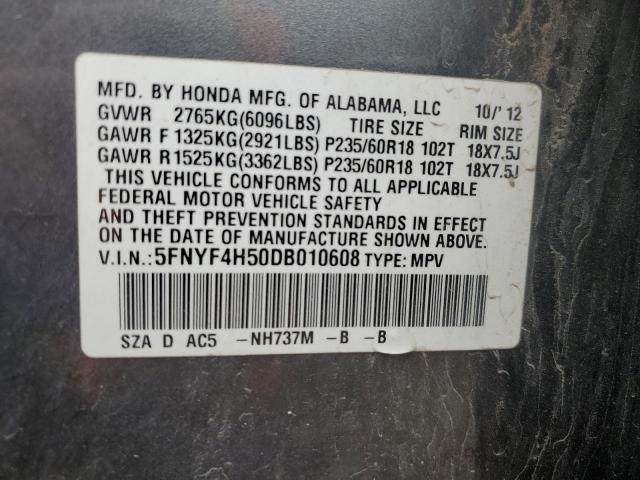 MFD. BY HONDA MFG. OF ALABAMA, LLC 10/'12
GVWR 2765KG(6096LBS) TIRE SIZE RIM SIZE
GAWR F 1325KG(2921LBS) P235/60R18 102T 18X7.5J
GAWR R 1525KG(3362LBS) P235/60R18 102T 18X7.5J
THIS VEHICLE CONFORMS TO ALL APPLICABLE
FEDERAL MOTOR VEHICLE SAFETY
AND THEFT PREVENTION STANDARDS IN EFFECT
ON THE DATE OF MANUFACTURE SHOWN ABOVE.
V.I.N.:5FNYF4H50DB010608 TYPE: MPV
SZA D AC5 -NH737M -B -B